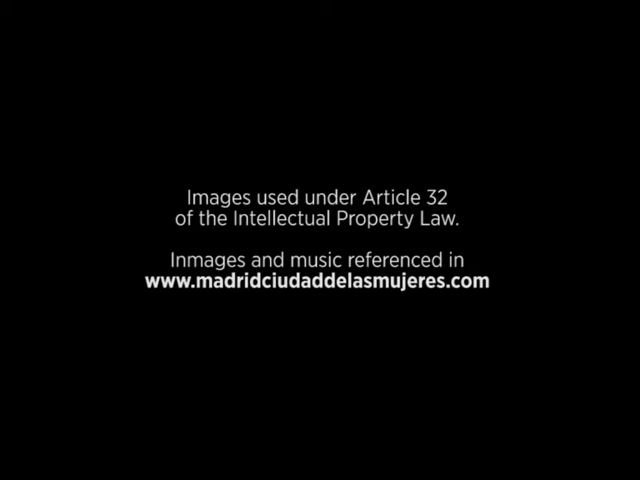 Images used under Article 32
of the Intellectual Property Law.
Inmages and music referenced in
www.madridciudaddelasmujeres.com